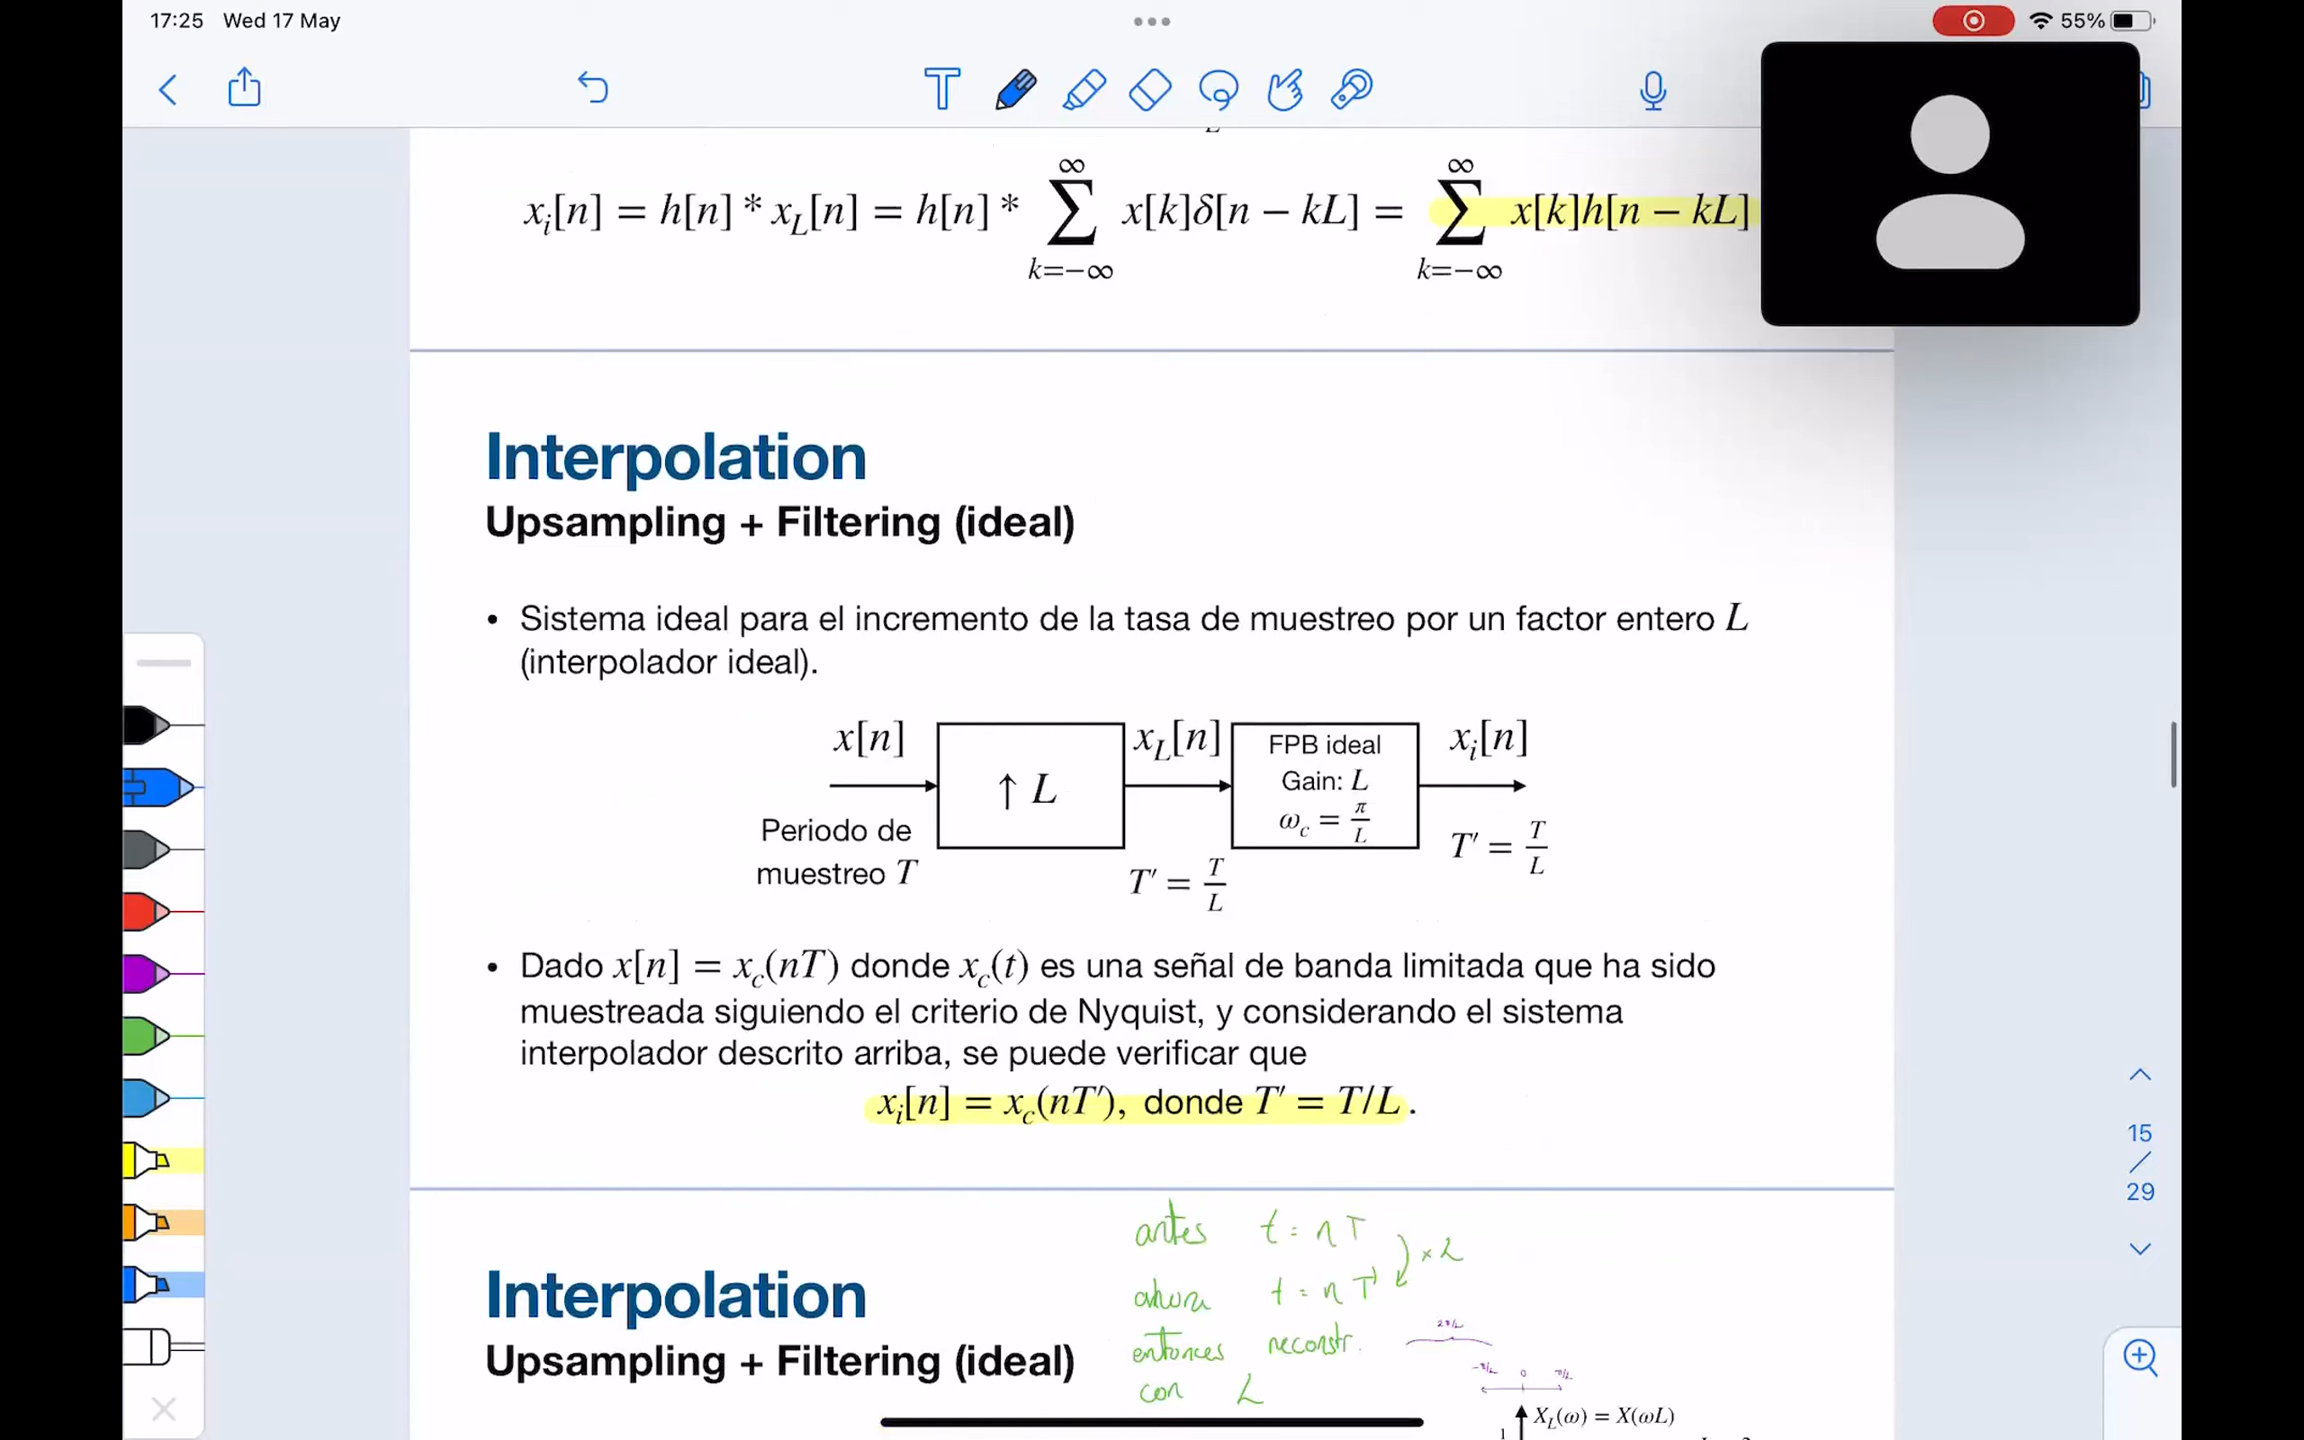 17:25 Wed 17 May
55%
T
L
x_i[n] = h[n] * x_L[n] = h[n] * ∑_{k=−∞}^{∞} x[k]δ[n − kL] = ∑_{k=−∞}^{∞} x[k]h[n − kL]
Interpolation
Upsampling + Filtering (ideal)
• Sistema ideal para el incremento de la tasa de muestreo por un factor entero L
(interpolador ideal).
x[n]
↑ L
x_L[n]
FPB ideal
Gain: L
ω_c = π/L
x_i[n]
Periodo de
muestreo T
T′ = T/L
T′ = T/L
• Dado x[n] = x_c(nT) donde x_c(t) es una señal de banda limitada que ha sido
muestreada siguiendo el criterio de Nyquist, y considerando el sistema
interpolador descrito arriba, se puede verificar que
x_i[n] = x_c(nT′), donde T′ = T/L.
15
/
29
antes t = nT
× L
ahora t = nT'
entonces reconstr.
con L
2π/L
-π/L 0 π/L
Interpolation
Upsampling + Filtering (ideal)
X_L(ω) = X(ωL)
1